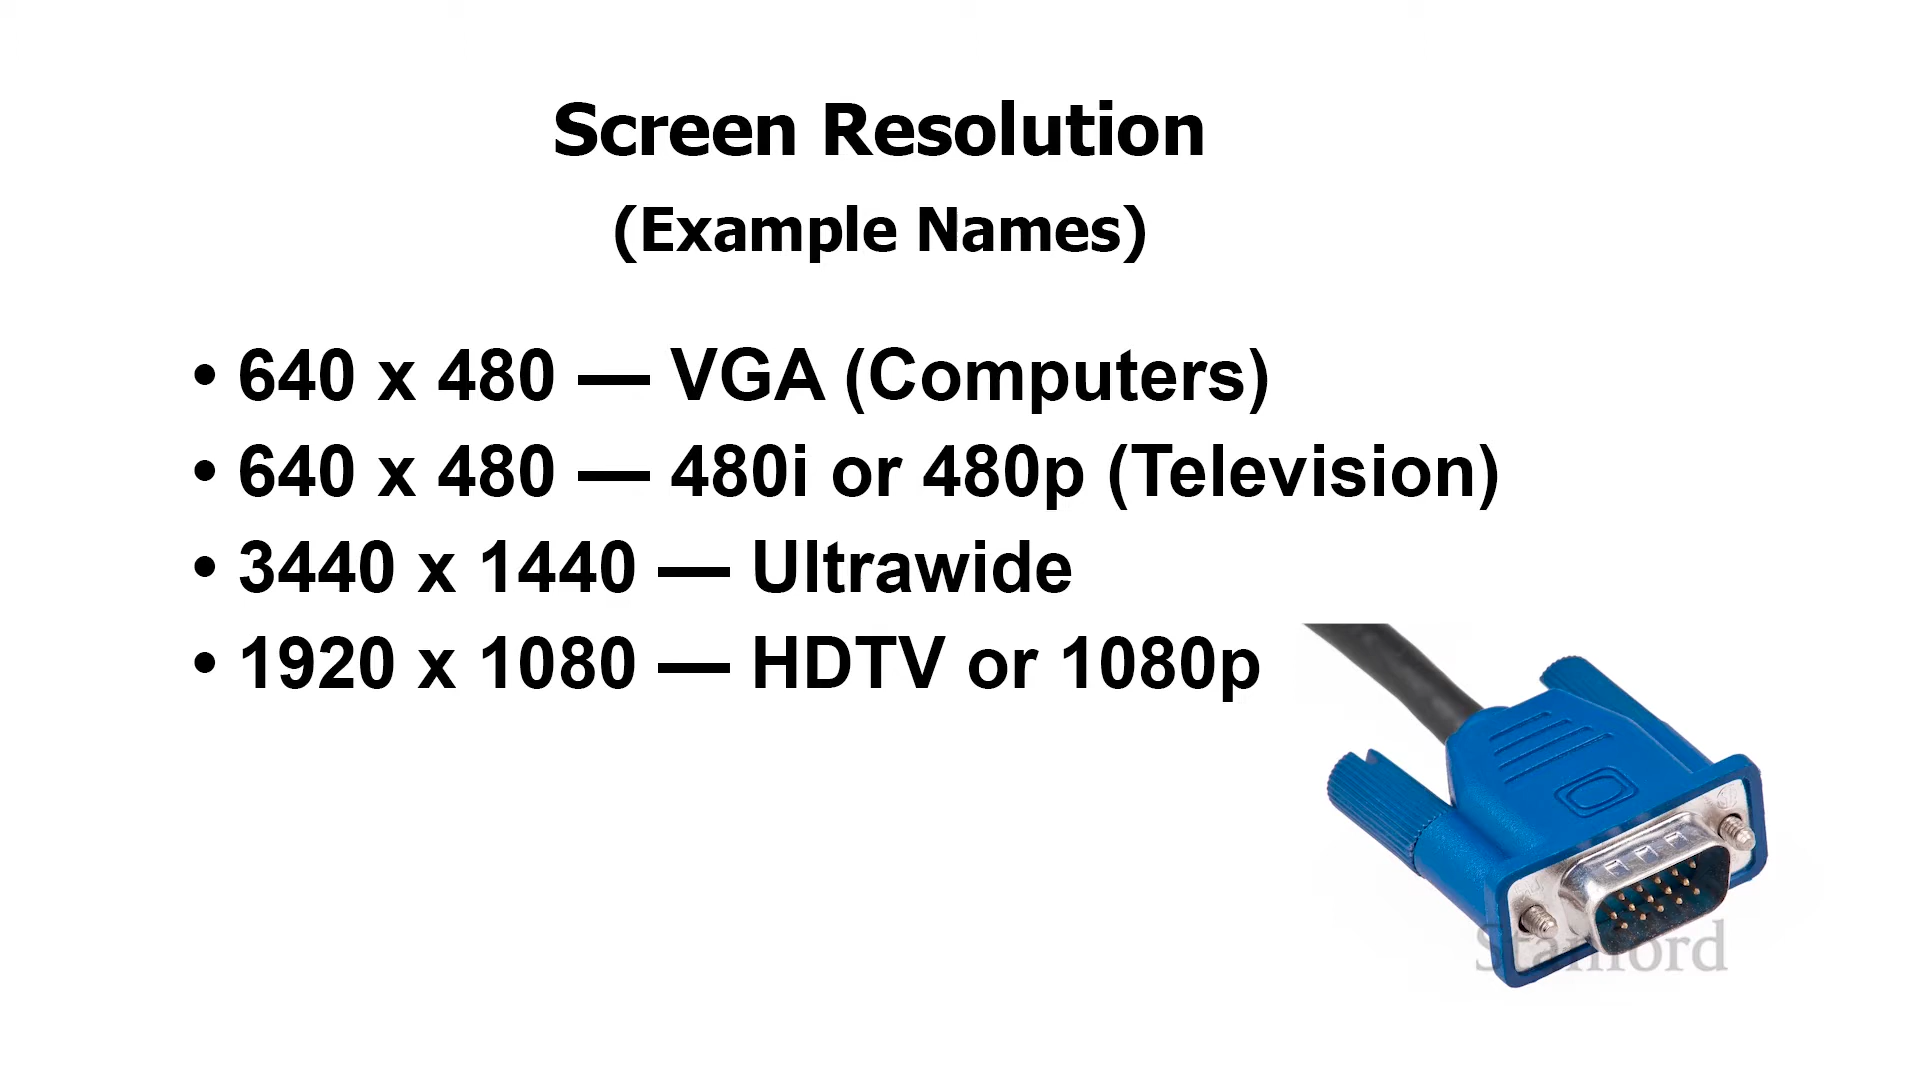 Screen Resolution
(Example Names)
• 640 x 480 — VGA (Computers)
• 640 x 480 — 480i or 480p (Television)
• 3440 x 1440 — Ultrawide
• 1920 x 1080 — HDTV or 1080p
Stanford